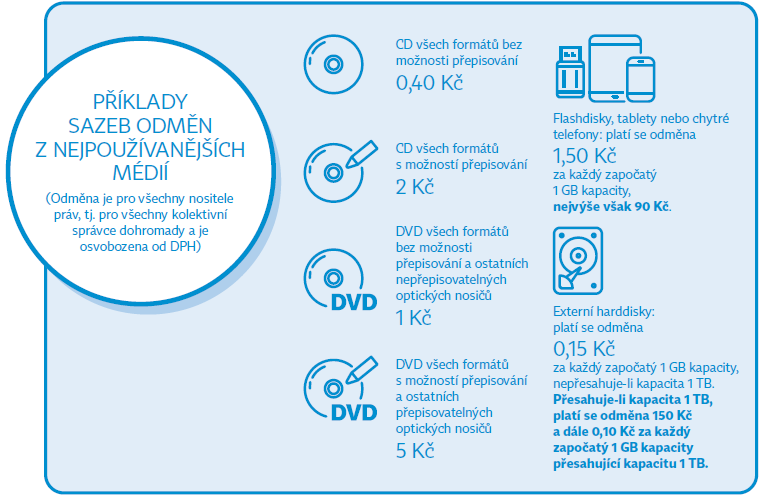 PŘÍKLADY
SAZEB ODMĚN
Z NEJPOUŽÍVANĚJŠÍCH
MÉDIÍ
(Odměna je pro všechny nositele
práv, tj. pro všechny kolektivní
správce dohromady a je
osvobozena od DPH)
CD všech formátů bez
možnosti přepisování
0,40 Kč
CD všech formátů
s možností přepisování
2 Kč
DVD
DVD všech formátů
bez možnosti
přepisování a ostatních
nepřepisovatelných
optických nosičů
1 Kč
DVD
DVD všech formátů
s možností přepisování
a ostatních
přepisovatelných
optických nosičů
5 Kč
Flashdisky, tablety nebo chytré
telefony: platí se odměna
1,50 Kč
za každý započatý
1 GB kapacity,
nejvýše však 90 Kč.
Externí harddisky:
platí se odměna
0,15 Kč
za každý započatý 1 GB kapacity,
nepřesahuje-li kapacita 1 TB.
Přesahuje-li kapacita 1 TB,
platí se odměna 150 Kč
a dále 0,10 Kč za každý
započatý 1 GB kapacity
přesahující kapacitu 1 TB.